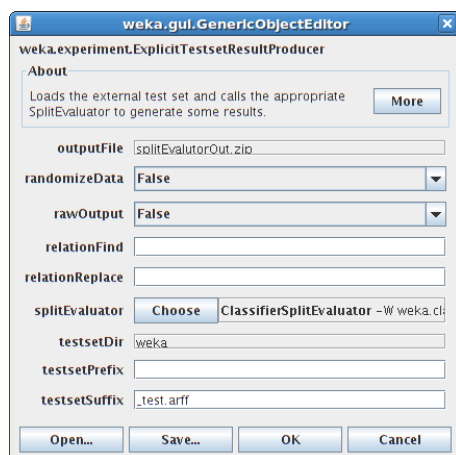 weka.gui.GenericObjectEditor
weka.experiment.ExplicitTestsetResultProducer
About
Loads the external test set and calls the appropriate
SplitEvaluator to generate some results.
More
outputFile splitEvalutorOut.zip
randomizeData False
rawOutput False
relationFind
relationReplace
splitEvaluator Choose ClassifierSplitEvaluator -W weka.cl
testsetDir weka
testsetPrefix
testsetSuffix _test.arff
Open... Save... OK Cancel